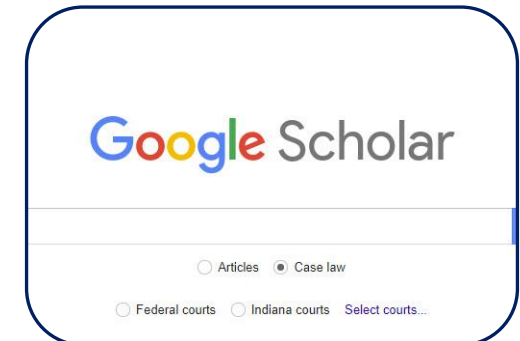 Google Scholar
Articles Case law
Federal courts Indiana courts Select courts...